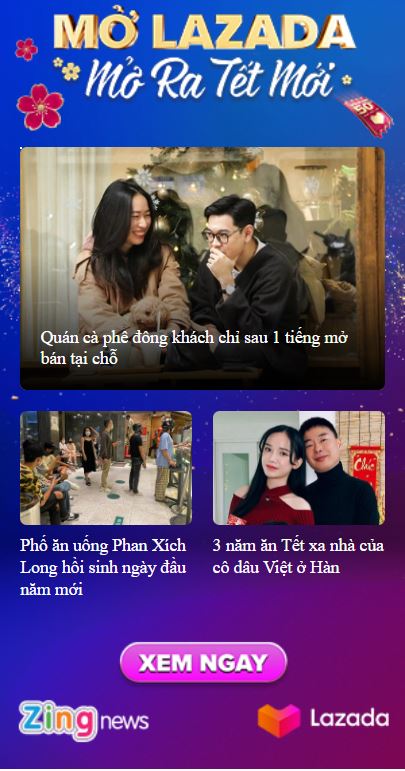 MỞ LAZADA
Mở Ra Tết Mới
Quán cà phê đông khách chỉ sau 1 tiếng mở
bán tại chỗ
Phố ăn uống Phan Xích
Long hồi sinh ngày đầu
năm mới
3 năm ăn Tết xa nhà của
cô dâu Việt ở Hàn
XEM NGAY
Zing news
Lazada